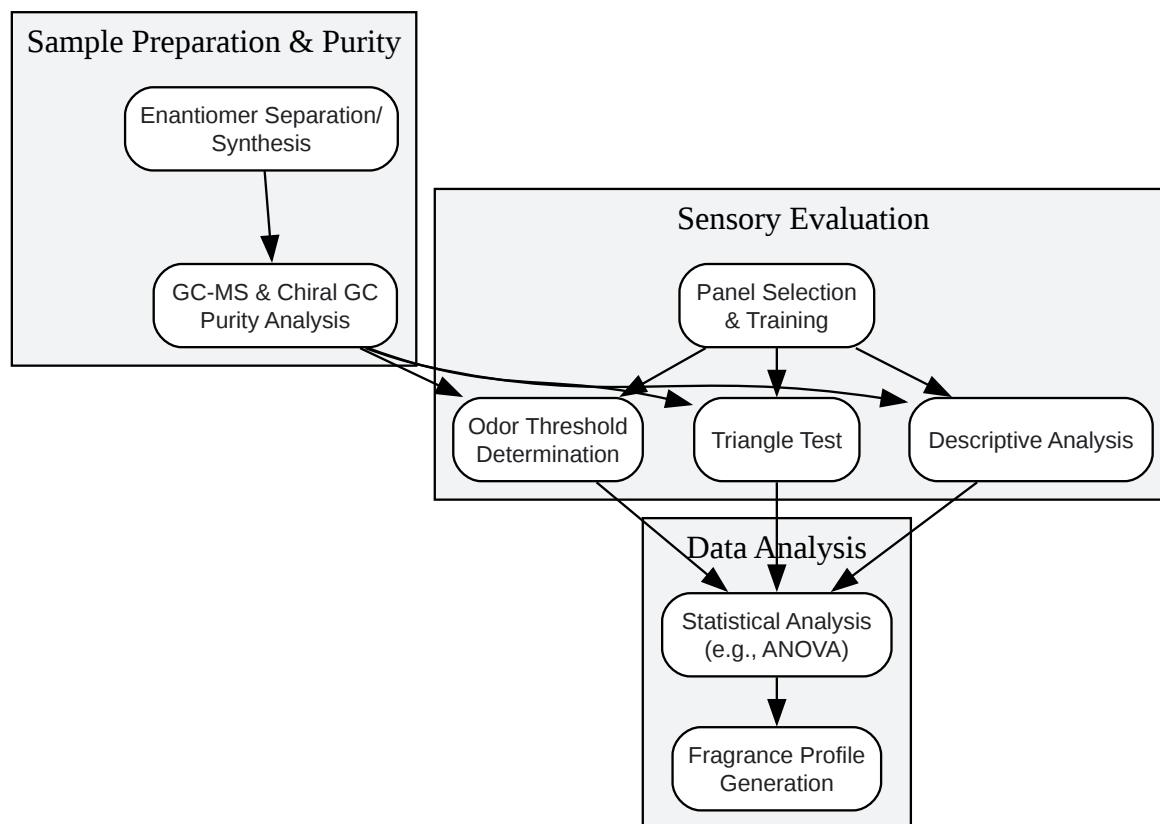 Sample Preparation & Purity
Enantiomer Separation/
Synthesis
GC-MS & Chiral GC
Purity Analysis
Sensory Evaluation
Panel Selection
& Training
Odor Threshold
Determination
Triangle Test
Descriptive Analysis
Data Analysis
Statistical Analysis
(e.g., ANOVA)
Fragrance Profile
Generation